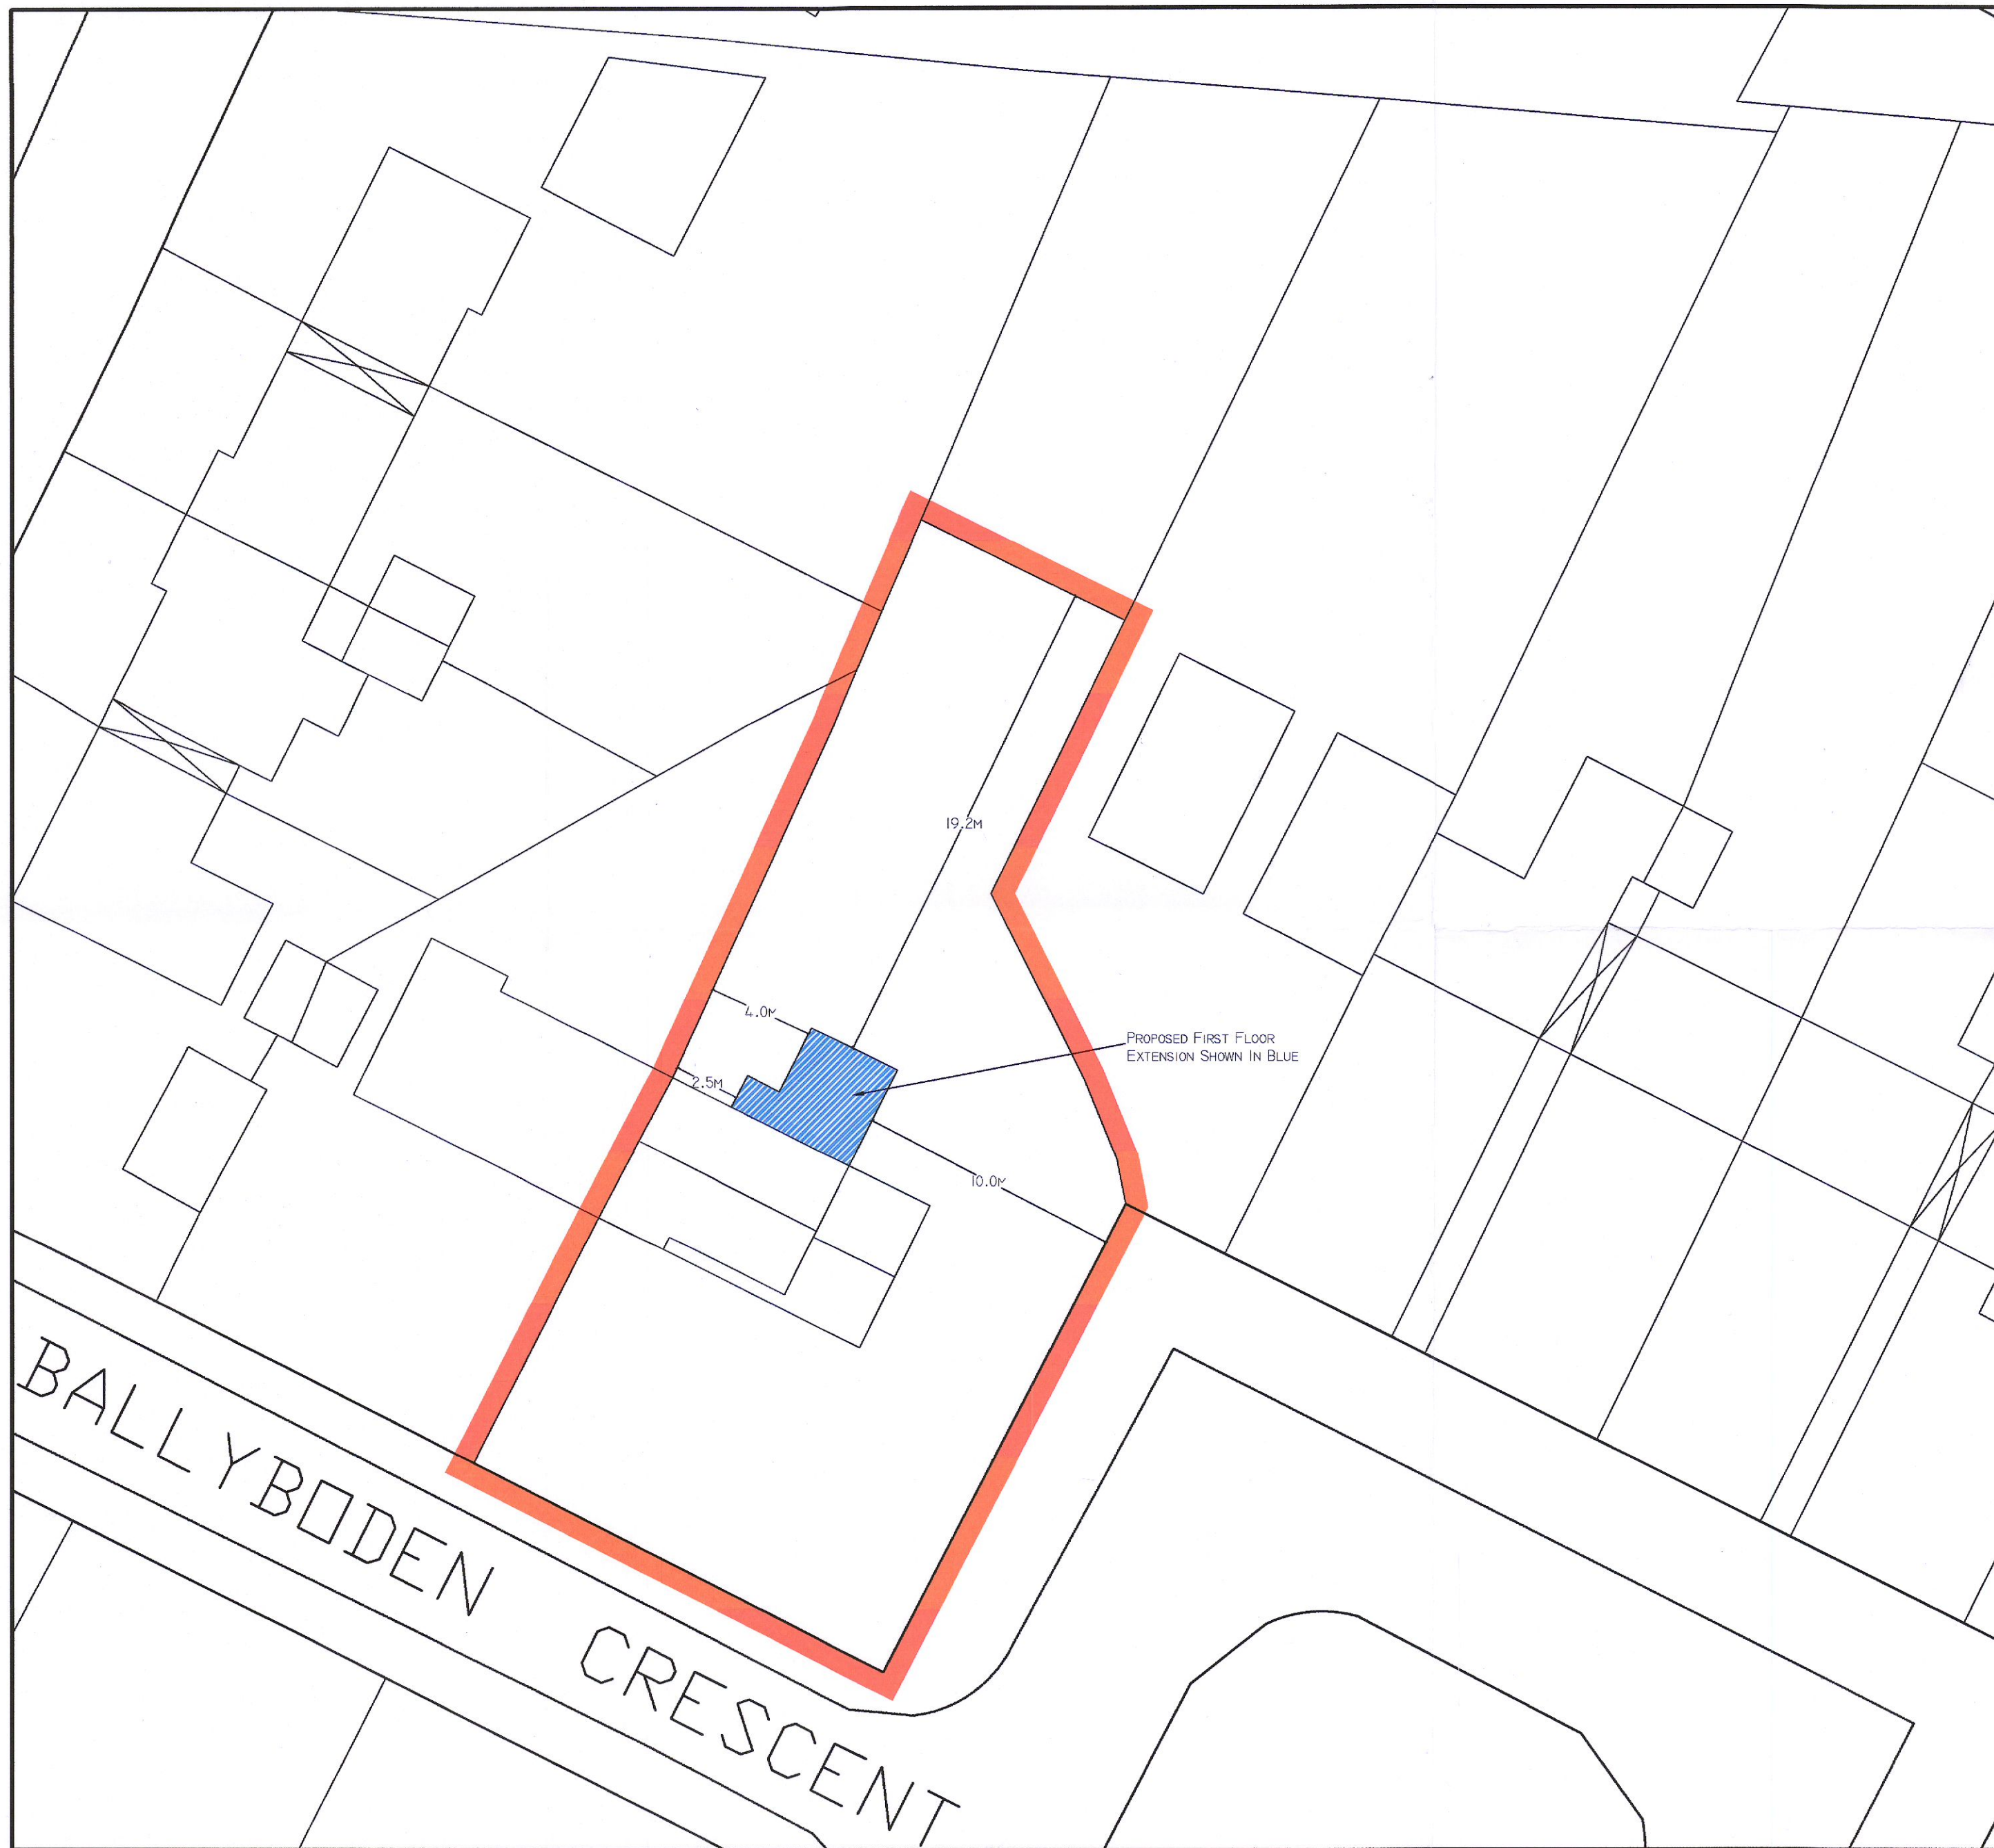 19.2M
4.0M
PROPOSED FIRST FLOOR
EXTENSION SHOWN IN BLUE
2.5M
10.0M
BALLYBODEN CRESCENT